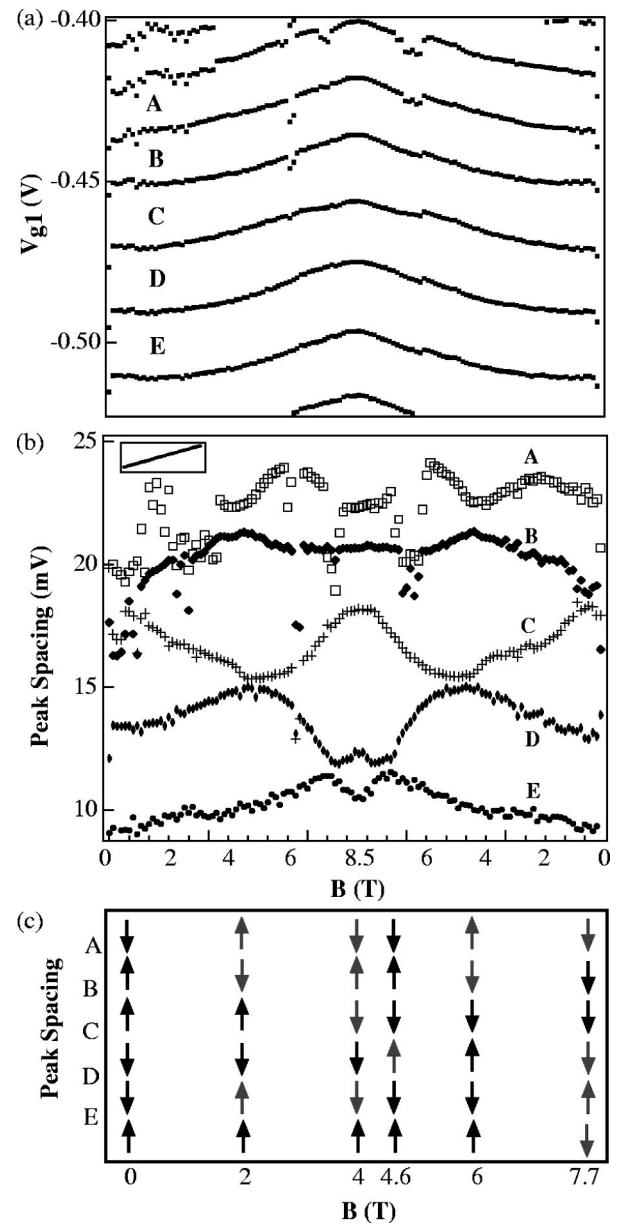 (a)
-0.40
-0.45
-0.50
Vg1 (V)
A
B
C
D
E
(b)
25
20
15
10
Peak Spacing (mV)
A
B
C
D
E
0 2 4 6 8.5 6 4 2 0
B (T)
(c)
Peak Spacing
A
B
C
D
E
0 2 4 4.6 6 7.7
B (T)